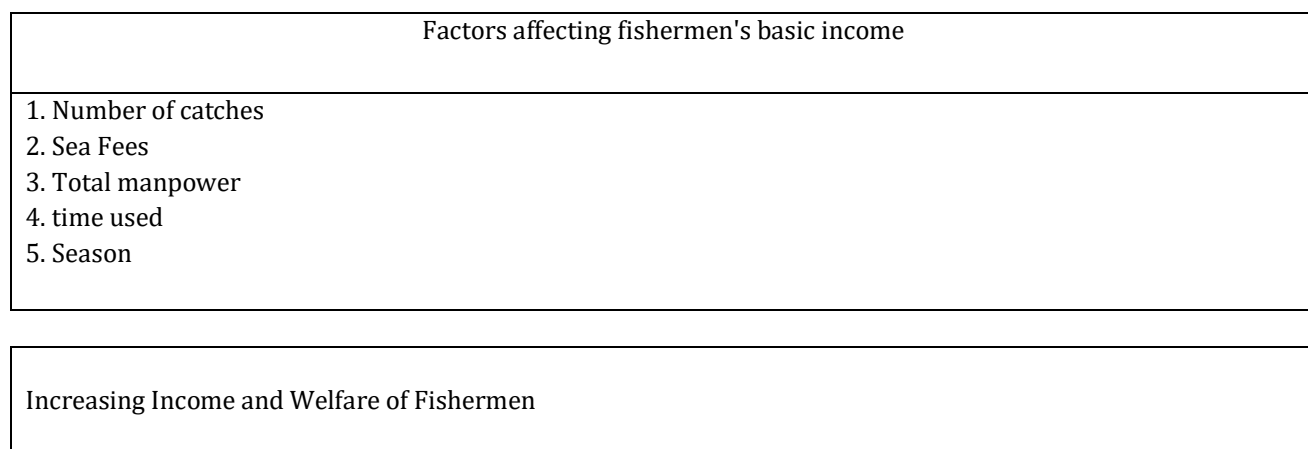 Factors affecting fishermen's basic income
1. Number of catches
2. Sea Fees
3. Total manpower
4. time used
5. Season
Increasing Income and Welfare of Fishermen